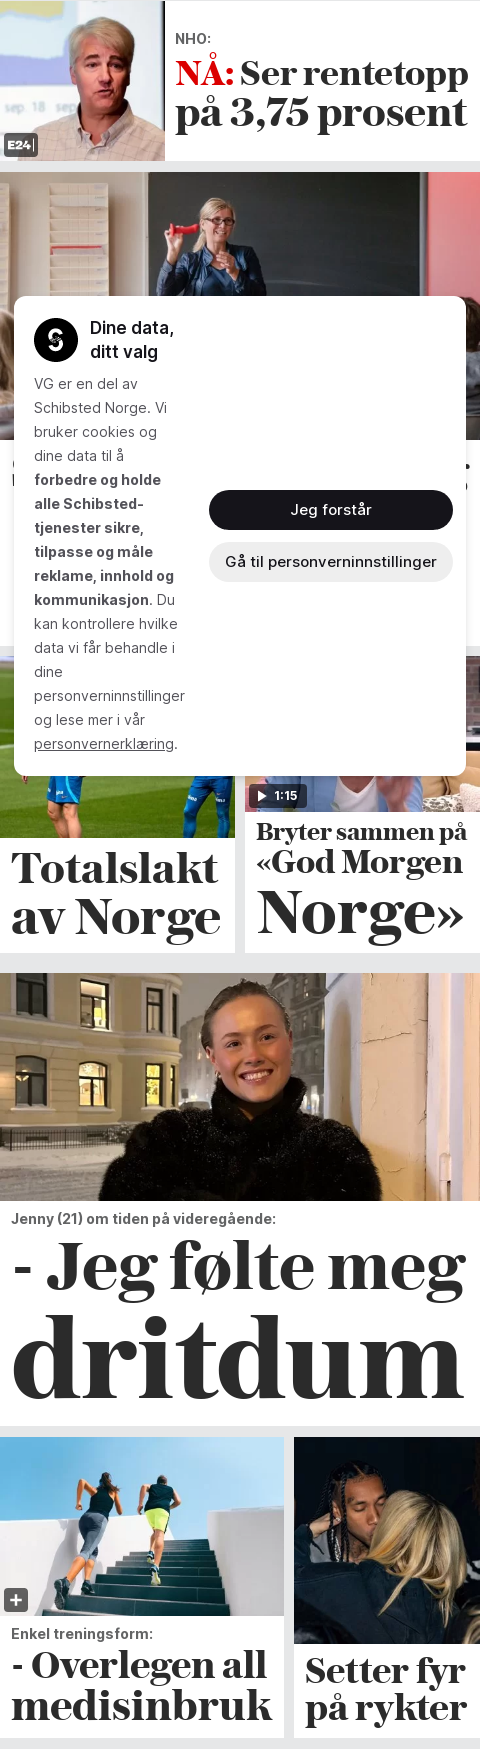 NHO:
NÅ: Ser rentetopp
på 3,75 prosent
E24
Dine data,
ditt valg
VG er en del av
Schibsted Norge. Vi
bruker cookies og
dine data til å
forbedre og holde
alle Schibsted-
tjenester sikre,
tilpasse og måle
reklame, innhold og
kommunikasjon. Du
kan kontrollere hvilke
data vi får behandle i
dine
personverninnstillinger
og lese mer i vår
personvernerklæring.
Jeg forstår
Gå til personverninnstillinger
1:15
Totalslakt
av Norge
Bryter sammen på
«God Morgen
Norge»
Jenny (21) om tiden på videregående:
- Jeg følte meg
dritdum
Enkel treningsform:
- Overlegen all
medisinbruk
Setter fyr
på rykter